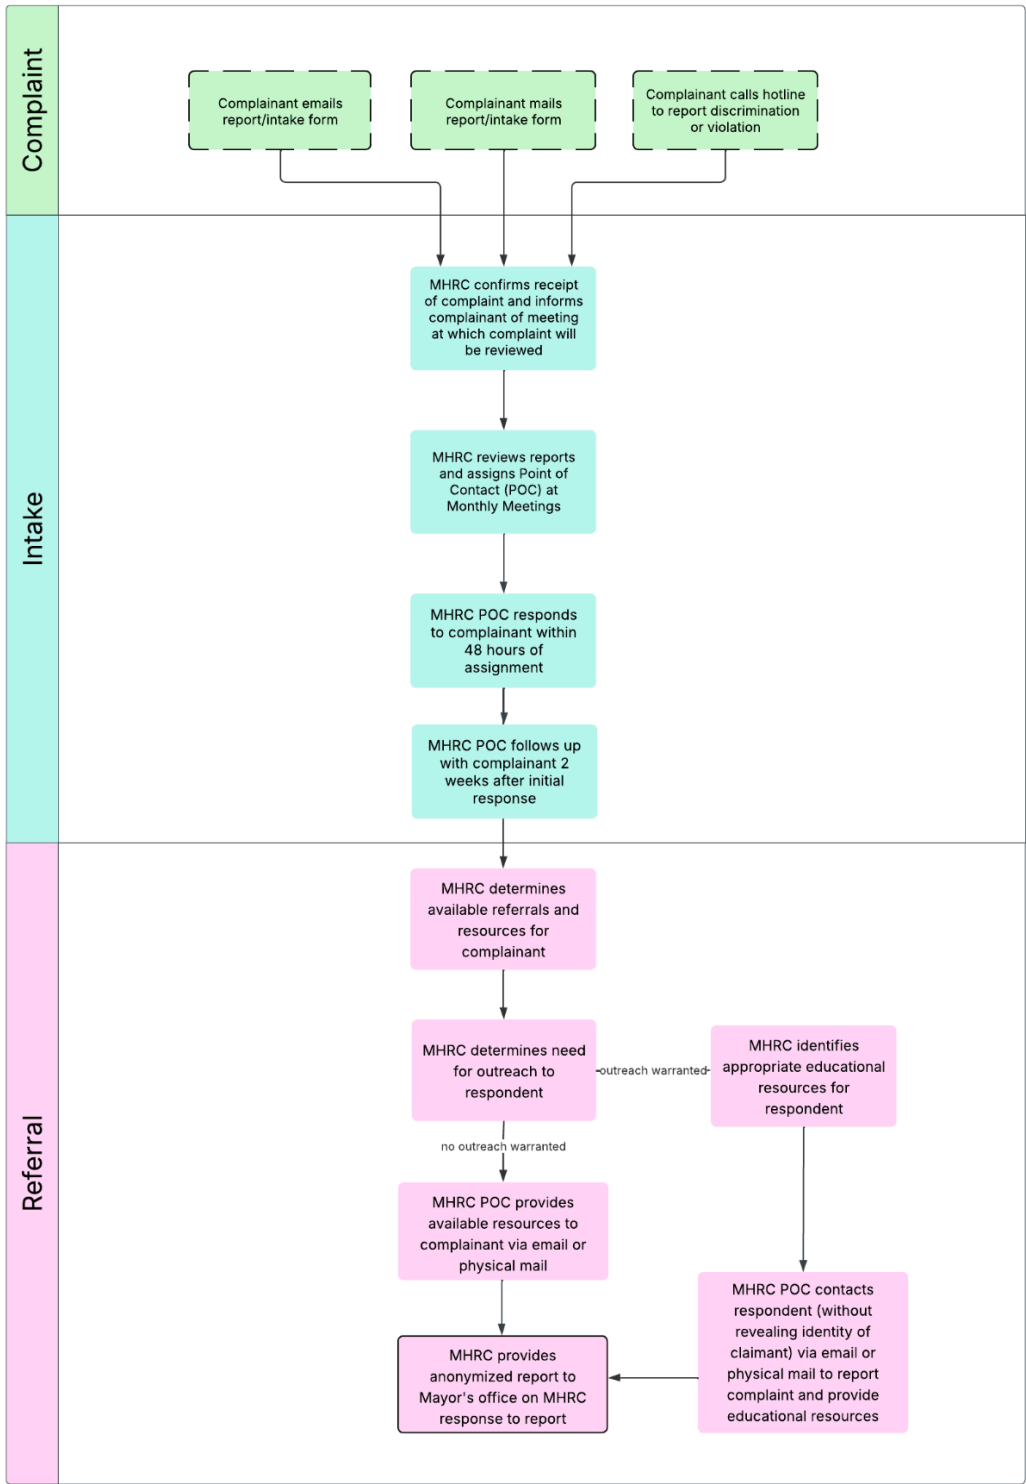 Complaint
Complainant emails
report/intake form
Complainant mails
report/intake form
Complainant calls hotline
to report discrimination
or violation
Intake
MHRC confirms receipt
of complaint and informs
complainant of meeting
at which complaint will
be reviewed
MHRC reviews reports
and assigns Point of
Contact (POC) at
Monthly Meetings
MHRC POC responds
to complainant within
48 hours of
assignment
MHRC POC follows up
with complainant 2
weeks after initial
response
Referral
MHRC determines
available referrals and
resources for
complainant
MHRC determines need
for outreach to
respondent
outreach warranted
MHRC identifies
appropriate educational
resources for
respondent
no outreach warranted
MHRC POC provides
available resources to
complainant via email or
physical mail
MHRC POC contacts
respondent (without
revealing identity of
claimant) via email or
physical mail to report
complaint and provide
educational resources
MHRC provides
anonymized report to
Mayor's office on MHRC
response to report